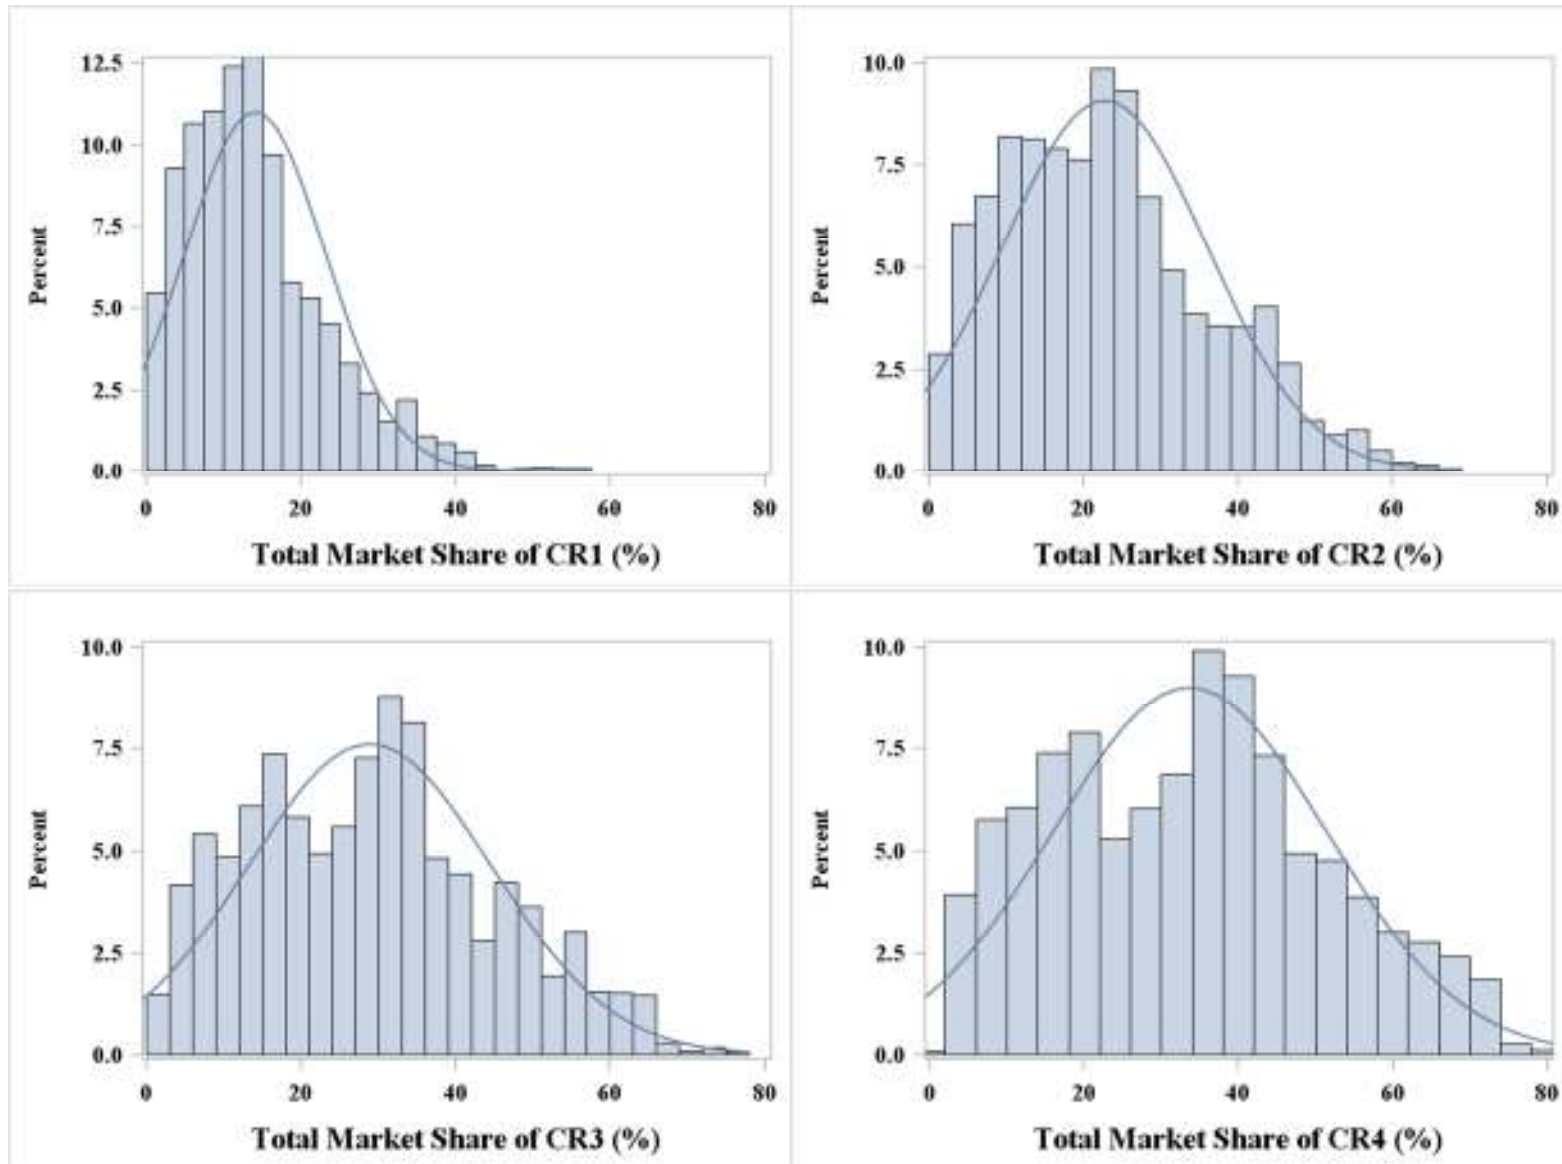 12.5
10.0
7.5
5.0
2.5
0.0
Percent
0 20 40 60 80
Total Market Share of CR1 (%)
10.0
7.5
5.0
2.5
0.0
Percent
0 20 40 60 80
Total Market Share of CR2 (%)
10.0
7.5
5.0
2.5
0.0
Percent
0 20 40 60 80
Total Market Share of CR3 (%)
10.0
7.5
5.0
2.5
0.0
Percent
0 20 40 60 80
Total Market Share of CR4 (%)